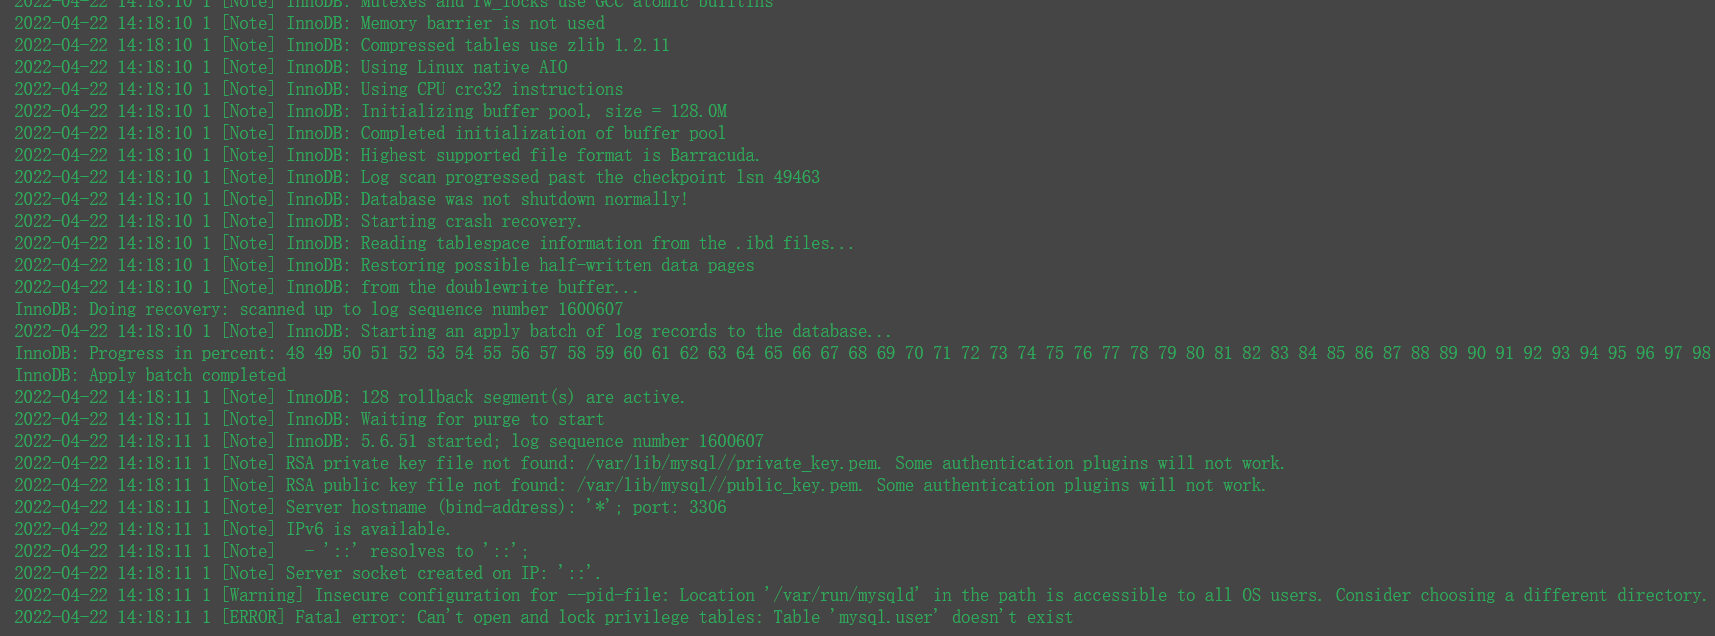 2022-04-22 14:18:10 1 [Note] InnoDB: Mutexes and rw_locks use GCC atomic builtins
2022-04-22 14:18:10 1 [Note] InnoDB: Memory barrier is not used
2022-04-22 14:18:10 1 [Note] InnoDB: Compressed tables use zlib 1.2.11
2022-04-22 14:18:10 1 [Note] InnoDB: Using Linux native AIO
2022-04-22 14:18:10 1 [Note] InnoDB: Using CPU crc32 instructions
2022-04-22 14:18:10 1 [Note] InnoDB: Initializing buffer pool, size = 128.0M
2022-04-22 14:18:10 1 [Note] InnoDB: Completed initialization of buffer pool
2022-04-22 14:18:10 1 [Note] InnoDB: Highest supported file format is Barracuda.
2022-04-22 14:18:10 1 [Note] InnoDB: Log scan progressed past the checkpoint lsn 49463
2022-04-22 14:18:10 1 [Note] InnoDB: Database was not shutdown normally!
2022-04-22 14:18:10 1 [Note] InnoDB: Starting crash recovery.
2022-04-22 14:18:10 1 [Note] InnoDB: Reading tablespace information from the .ibd files...
2022-04-22 14:18:10 1 [Note] InnoDB: Restoring possible half-written data pages
2022-04-22 14:18:10 1 [Note] InnoDB: from the doublewrite buffer...
InnoDB: Doing recovery: scanned up to log sequence number 1600607
2022-04-22 14:18:10 1 [Note] InnoDB: Starting an apply batch of log records to the database...
InnoDB: Progress in percent: 48 49 50 51 52 53 54 55 56 57 58 59 60 61 62 63 64 65 66 67 68 69 70 71 72 73 74 75 76 77 78 79 80 81 82 83 84 85 86 87 88 89 90 91 92 93 94 95 96 97 98
InnoDB: Apply batch completed
2022-04-22 14:18:11 1 [Note] InnoDB: 128 rollback segment(s) are active.
2022-04-22 14:18:11 1 [Note] InnoDB: Waiting for purge to start
2022-04-22 14:18:11 1 [Note] InnoDB: 5.6.51 started; log sequence number 1600607
2022-04-22 14:18:11 1 [Note] RSA private key file not found: /var/lib/mysql//private_key.pem. Some authentication plugins will not work.
2022-04-22 14:18:11 1 [Note] RSA public key file not found: /var/lib/mysql//public_key.pem. Some authentication plugins will not work.
2022-04-22 14:18:11 1 [Note] Server hostname (bind-address): '*'; port: 3306
2022-04-22 14:18:11 1 [Note] IPv6 is available.
2022-04-22 14:18:11 1 [Note]   - '::' resolves to '::';
2022-04-22 14:18:11 1 [Note] Server socket created on IP: '::'.
2022-04-22 14:18:11 1 [Warning] Insecure configuration for --pid-file: Location '/var/run/mysqld' in the path is accessible to all OS users. Consider choosing a different directory.
2022-04-22 14:18:11 1 [ERROR] Fatal error: Can't open and lock privilege tables: Table 'mysql.user' doesn't exist